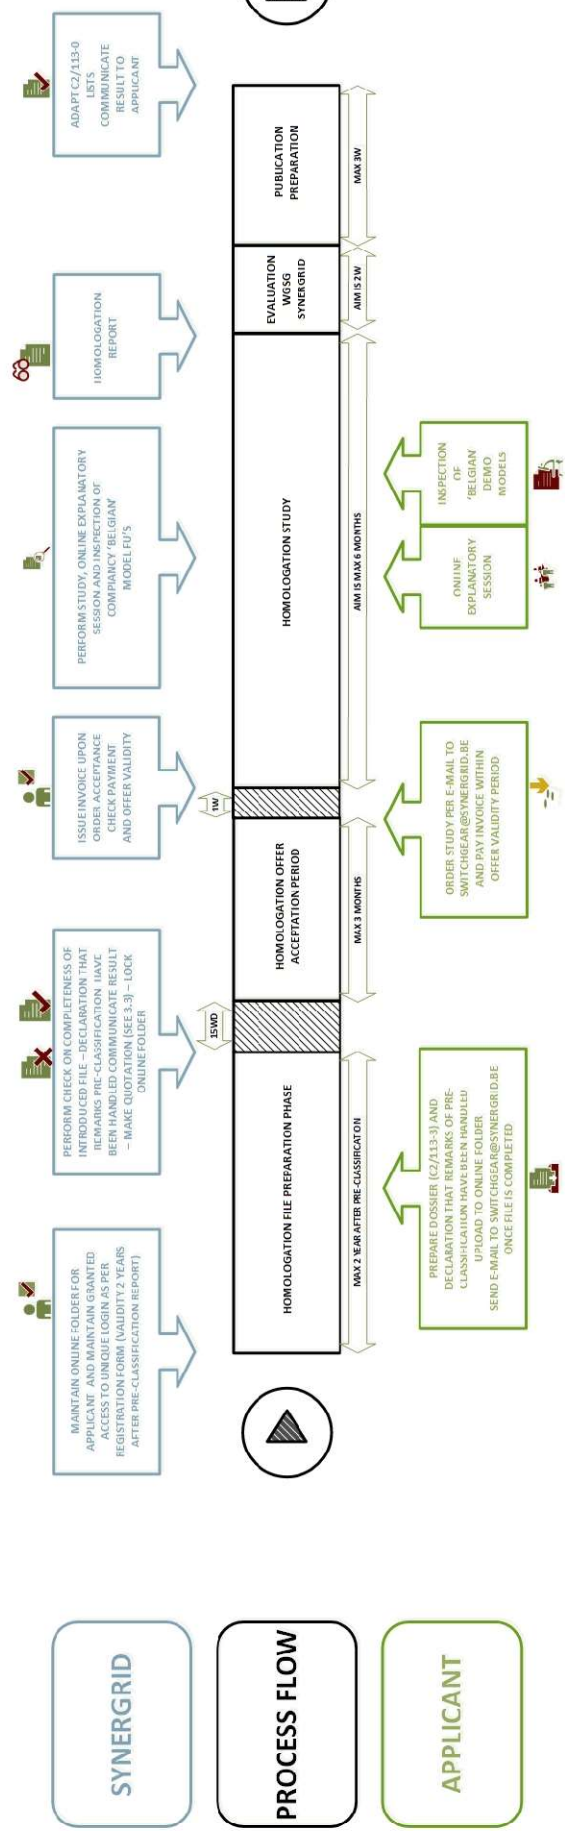 SYNERGRID
MAINTAIN ONLINE FOLDER FOR
APPLICANT AND MAINTAIN GRANTED
ACCESS TO UNIQUE LOGIN AS PER
REGISTRATION FORM (VALIDITY 2 YEARS
AFTER PRE-CLASSIFICATION REPORT)
PERFORM CHECK ON COMPLETENESS OF
INTRODUCED FILE – DECLARATION THAT
REMARKS PRE-CLASSIFICATION HAVE
BEEN HANDLED COMMUNICATE RESULT
– MAKE QUOTATION (SEE 3.3) – LOCK
ONLINE FOLDER
ISSUE INVOICE UPON
ORDER ACCEPTANCE
CHECK PAYMENT
AND OFFER VALIDITY
PERFORM STUDY, ONLINE EXPLANATORY
SESSION AND INSPECTION OF
COMPLIANCY 'BELGIAN'
MODEL FU'S
HOMOLOGATION
REPORT
ADAPT C2/113-0
LISTS
COMMUNICATE
RESULT TO
APPLICANT
PROCESS FLOW
15WD
1W
HOMOLOGATION FILE PREPARATION PHASE
HOMOLOGATION OFFER
ACCEPTATION PERIOD
HOMOLOGATION STUDY
EVALUATION
WGSG
SYNERGRID
PUBLICATION
PREPARATION
MAX 2 YEAR AFTER PRE-CLASSIFICATION
MAX 3 MONTHS
AIM IS MAX 6 MONTHS
AIM IS 2W
MAX 3W
APPLICANT
PREPARE DOSSIER (C2/113-3) AND
DECLARATION THAT REMARKS OF PRE-
CLASSIFICATION HAVE BEEN HANDLED
UPLOAD TO ONLINE FOLDER
SEND E-MAIL TO SWITCHGEAR@SYNERGRID.BE
ONCE FILE IS COMPLETED
ORDER STUDY PER E-MAIL TO
SWITCHGEAR@SYNERGRID.BE
AND PAY INVOICE WITHIN
OFFER VALIDITY PERIOD
ONLINE
EXPLANATORY
SESSION
INSPECTION
OF
'BELGIAN'
DEMO
MODELS